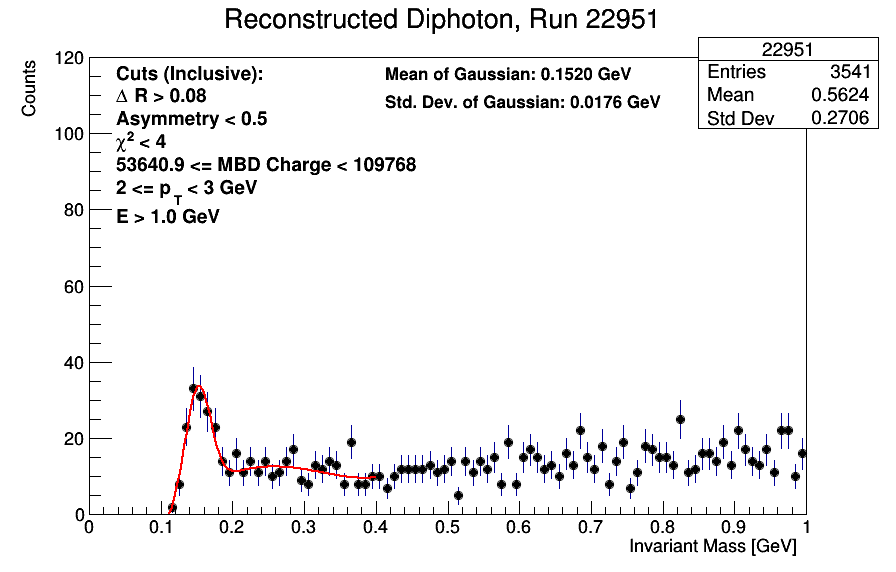 Reconstructed Diphoton, Run 22951
22951
Entries 3541
Mean 0.5624
Std Dev 0.2706
Cuts (Inclusive):
Δ R > 0.08
Asymmetry < 0.5
χ² < 4
53640.9 <= MBD Charge < 109768
2 <= p_T < 3 GeV
E > 1.0 GeV
Mean of Gaussian: 0.1520 GeV
Std. Dev. of Gaussian: 0.0176 GeV
Counts
120
100
80
60
40
20
0
0 0.1 0.2 0.3 0.4 0.5 0.6 0.7 0.8 0.9 1
Invariant Mass [GeV]